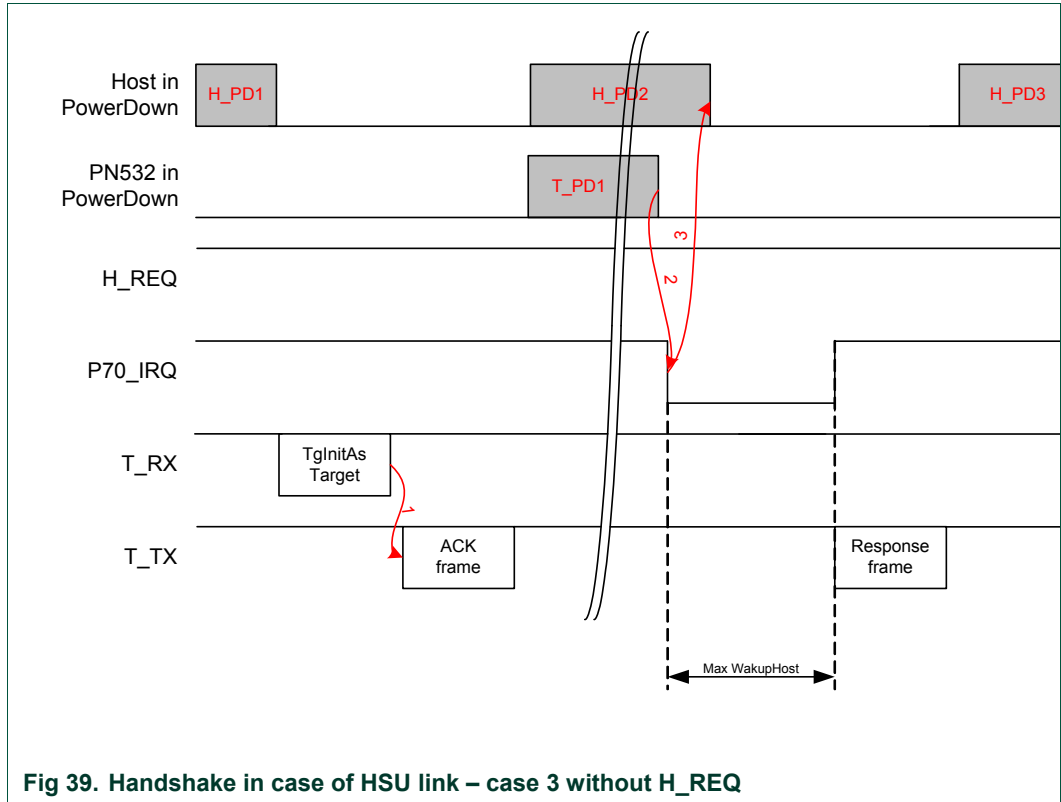 Host in
PowerDown
H_PD1
H_PD2
H_PD3
PN532 in
PowerDown
T_PD1
H_REQ
2
3
P70_IRQ
T_RX
TgInitAs
Target
1
T_TX
ACK
frame
Response
frame
Max WakupHost
Fig 39. Handshake in case of HSU link – case 3 without H_REQ